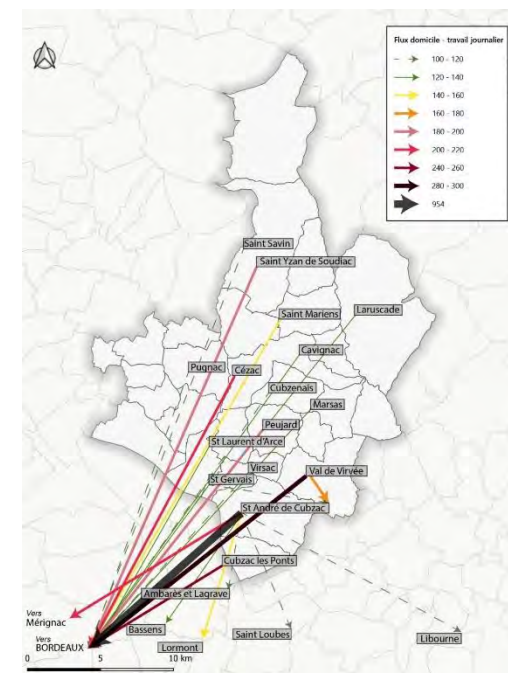 Flux domicile - travail journalier
100 - 120
120 - 140
140 - 160
160 - 180
180 - 200
200 - 220
240 - 260
280 - 300
954
Saint Savin
Saint Yzan de Soudiac
Saint Mariens
Laruscade
Cavignac
Pugnac
Cézac
Cubzenais
Marsas
Peujard
St Laurent d'Arce
Virsac
Val de Virvée
St Gervais
St André de Cubzac
Cubzac les Ponts
Ambarès et Lagrave
Vers
Mérignac
Bassens
Saint Loubes
Libourne
Vers
BORDEAUX
Lormont
0 5 10 km